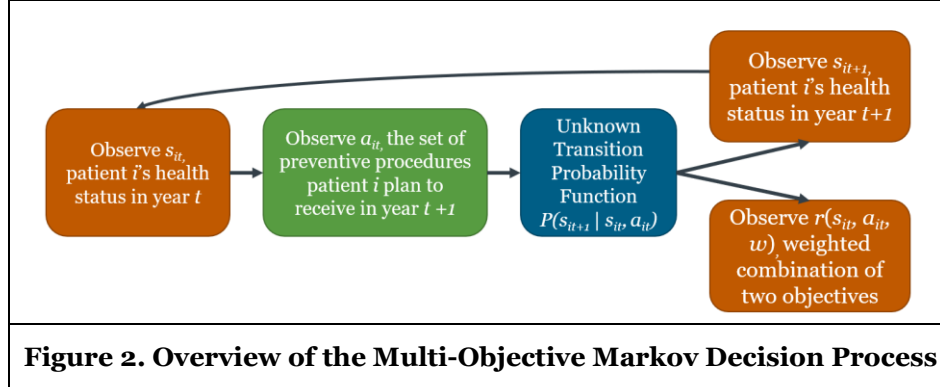 Observe s_it,
patient i's health
status in year t
Observe a_it, the set of
preventive procedures
patient i plan to
receive in year t +1
Unknown
Transition
Probability
Function
P(s_it+1 | s_it, a_it)
Observe s_it+1,
patient i's health
status in year t+1
Observe r(s_it, a_it,
w), weighted
combination of
two objectives
Figure 2. Overview of the Multi-Objective Markov Decision Process